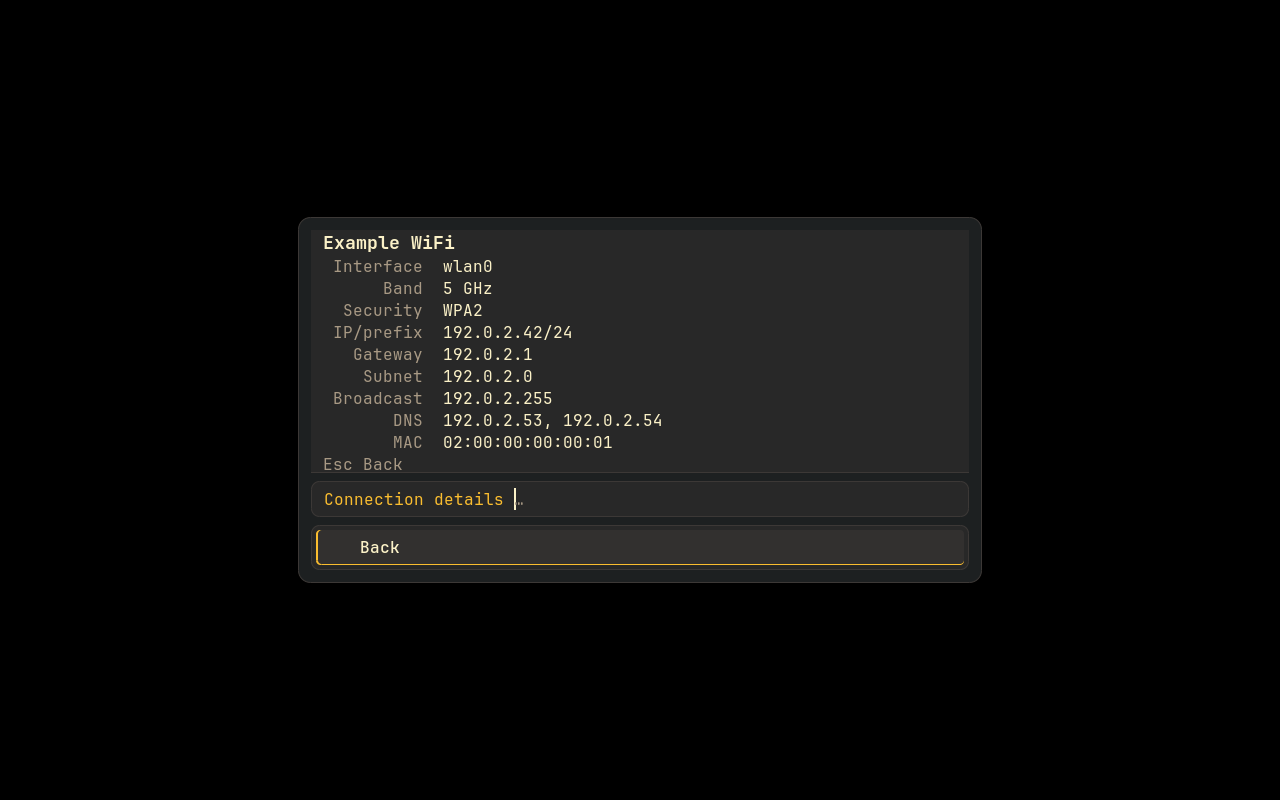 Example WiFi
Interface wlan0
Band 5 GHz
Security WPA2
IP/prefix 192.0.2.42/24
Gateway 192.0.2.1
Subnet 192.0.2.0
Broadcast 192.0.2.255
DNS 192.0.2.53, 192.0.2.54
MAC 02:00:00:00:00:01
Esc Back
Connection details …
Back